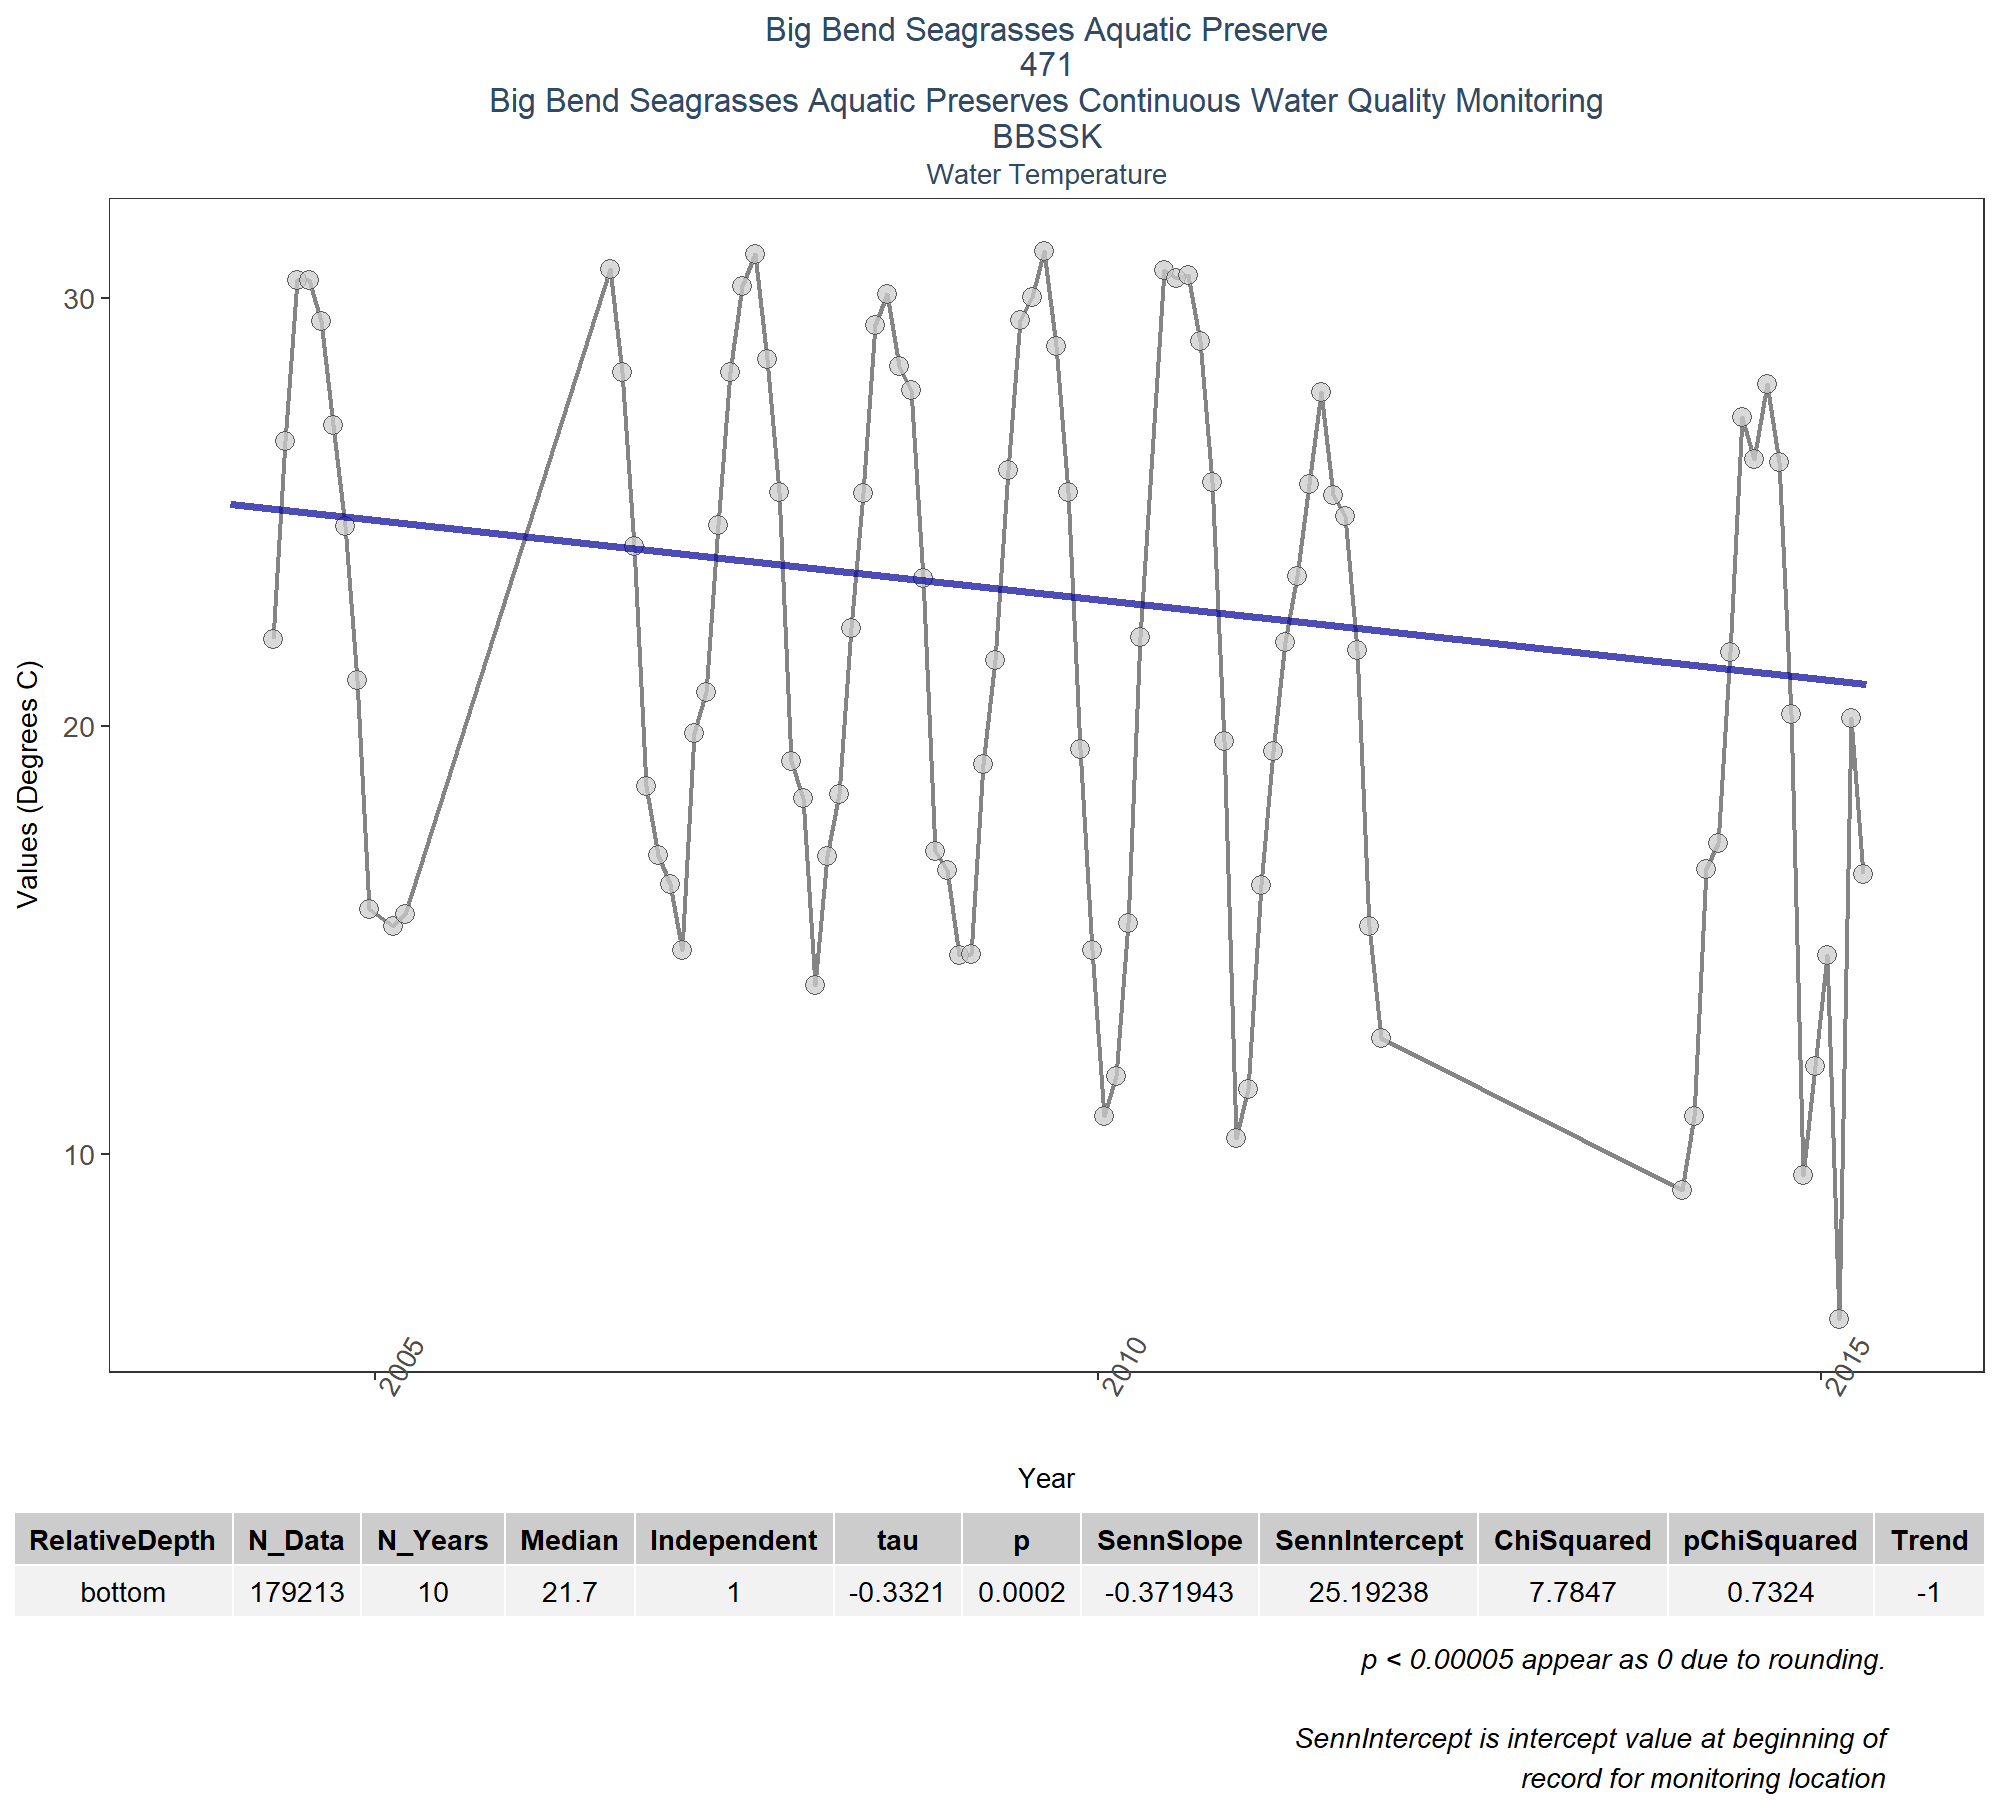 Big Bend Seagrasses Aquatic Preserve
471
Big Bend Seagrasses Aquatic Preserves Continuous Water Quality Monitoring
BBSSK
Water Temperature
Values (Degrees C)
30
20
10
2005
2010
2015
Year
RelativeDepth N_Data N_Years Median Independent tau p SennSlope SennIntercept ChiSquared pChiSquared Trend
bottom 179213 10 21.7 1 -0.3321 0.0002 -0.371943 25.19238 7.7847 0.7324 -1
p < 0.00005 appear as 0 due to rounding.
SennIntercept is intercept value at beginning of
record for monitoring location